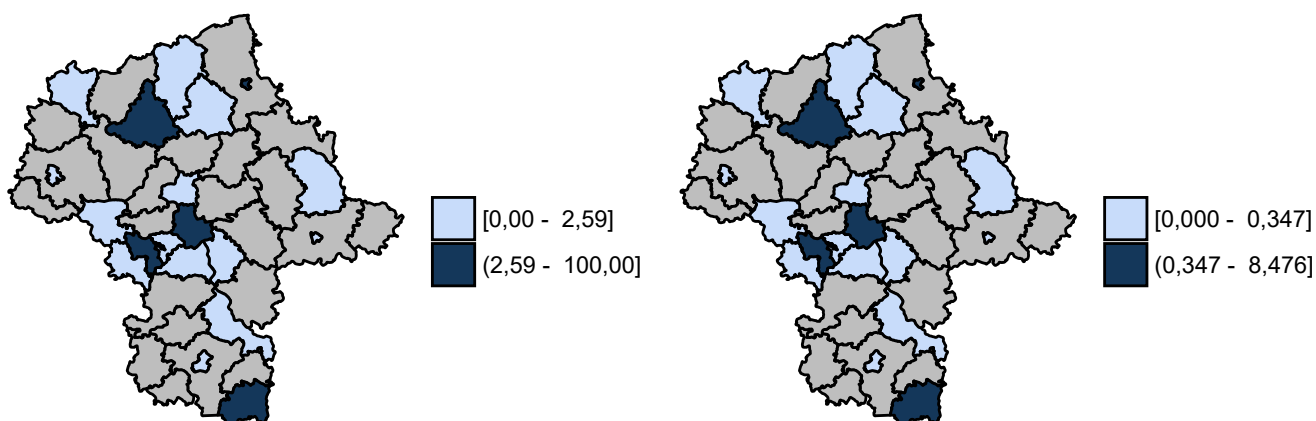 [0,00 - 2,59]
(2,59 - 100,00]
[0,000 - 0,347]
(0,347 - 8,476]